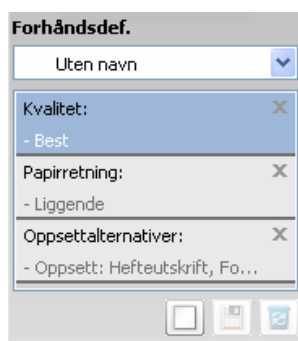 Forhåndsdef.
Uten navn
Kvalitet:
- Best
Papirretning:
- Liggende
Oppsettalternativer:
- Oppsett: Hefteutskrift, Fo...